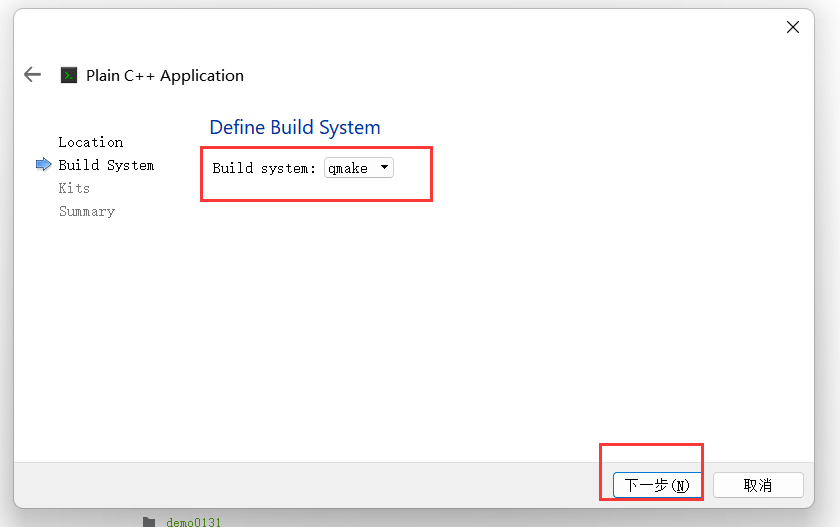 Plain C++ Application
Define Build System
Location
Build System
Kits
Summary
Build system: qmake
下一步(N)
取消
demo0131